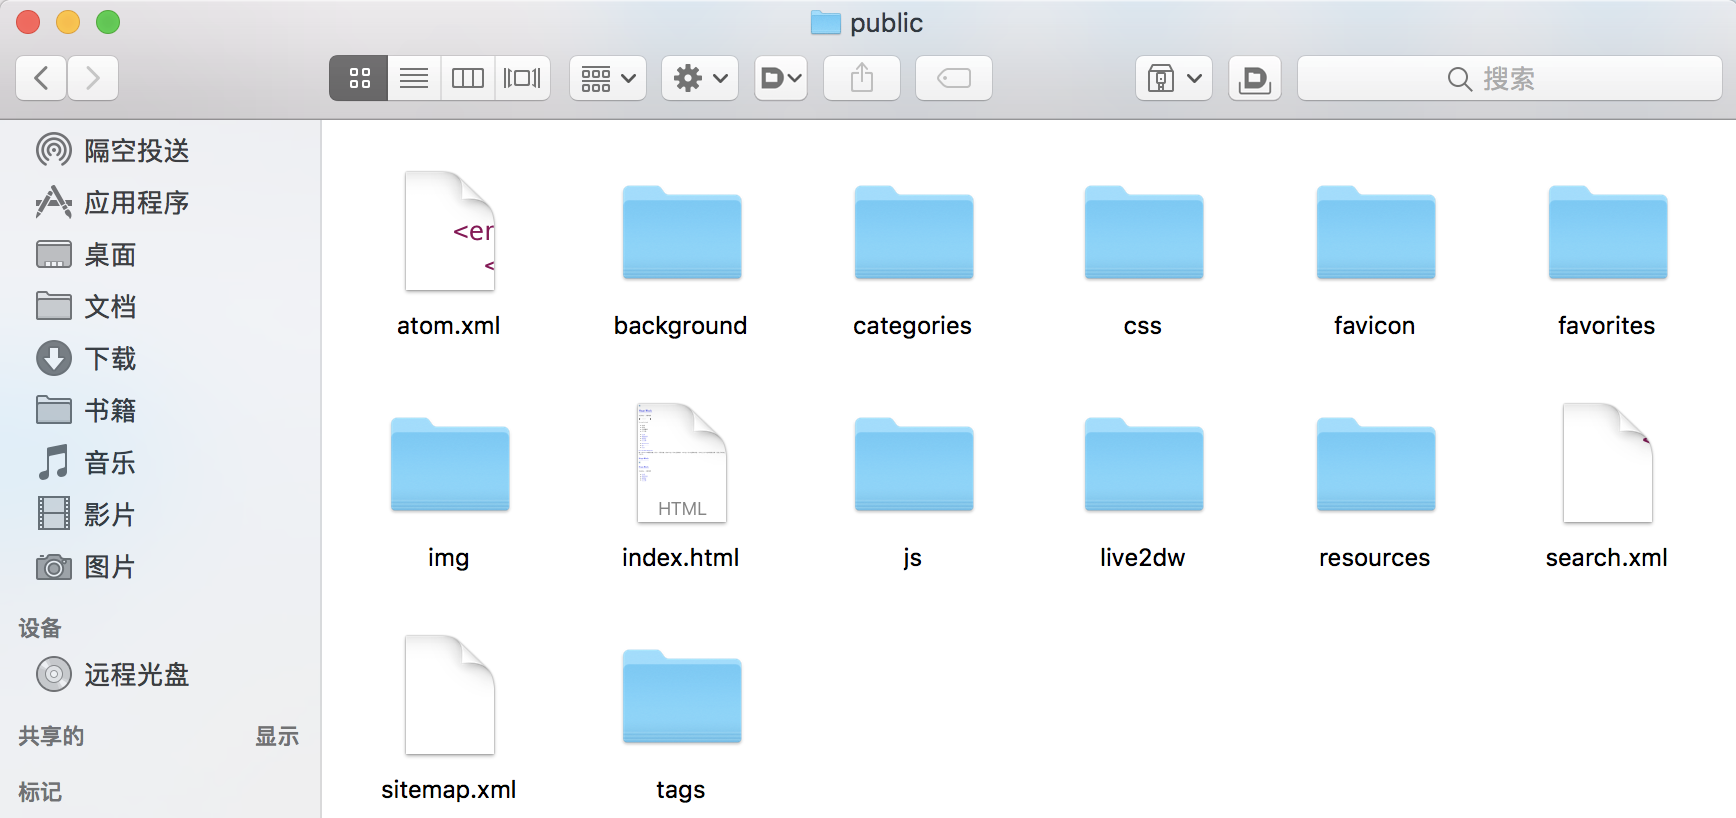 public
搜索
隔空投送
应用程序
桌面
文档
下载
书籍
音乐
影片
图片
设备
远程光盘
共享的 显示
标记
<er
<
atom.xml
background
categories
css
favicon
favorites
HTML
img
index.html
js
live2dw
resources
search.xml
sitemap.xml
tags